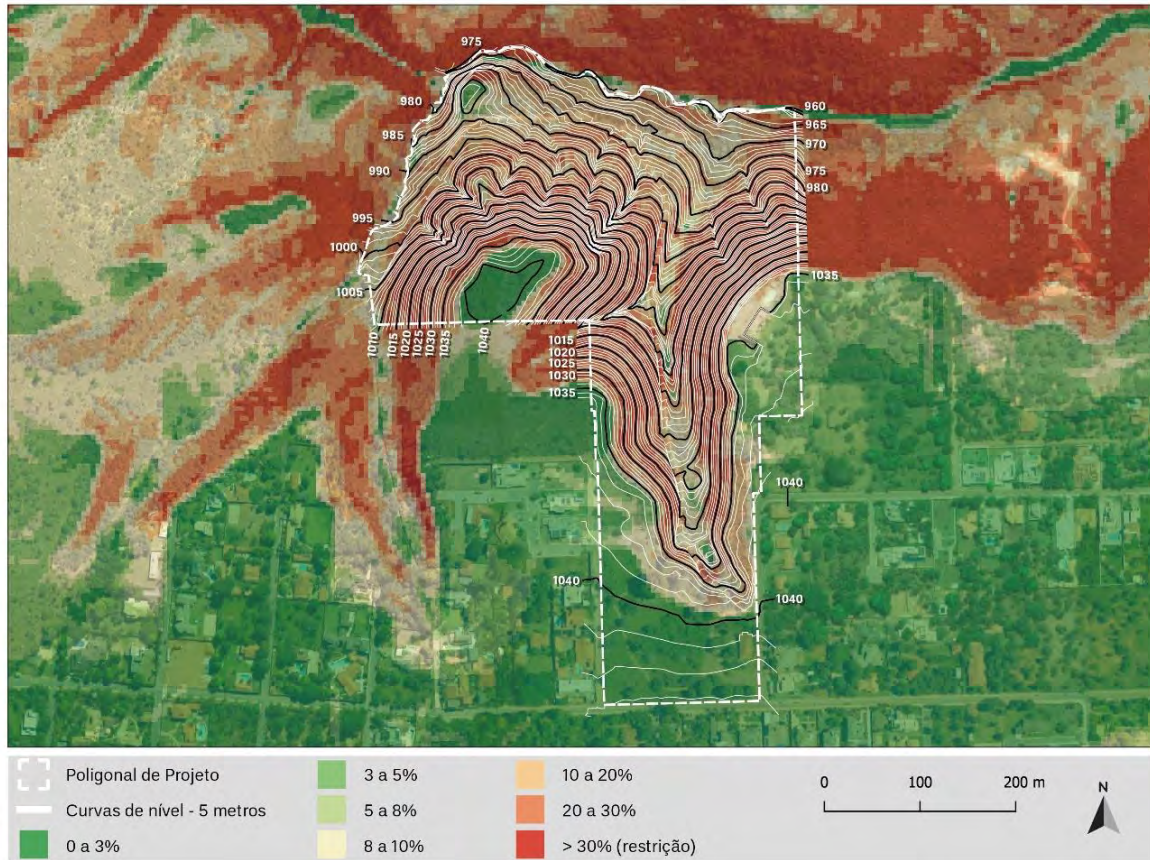 975
980
985
990
995
1000
1005
1010
1015
1020
1025
1030
1035
1040
960
965
970
975
980
1035
1015
1020
1025
1030
1035
1040
1040
1040
Poligonal de Projeto
Curvas de nível - 5 metros
0 a 3%
3 a 5%
5 a 8%
8 a 10%
10 a 20%
20 a 30%
> 30% (restrição)
0 100 200 m
N